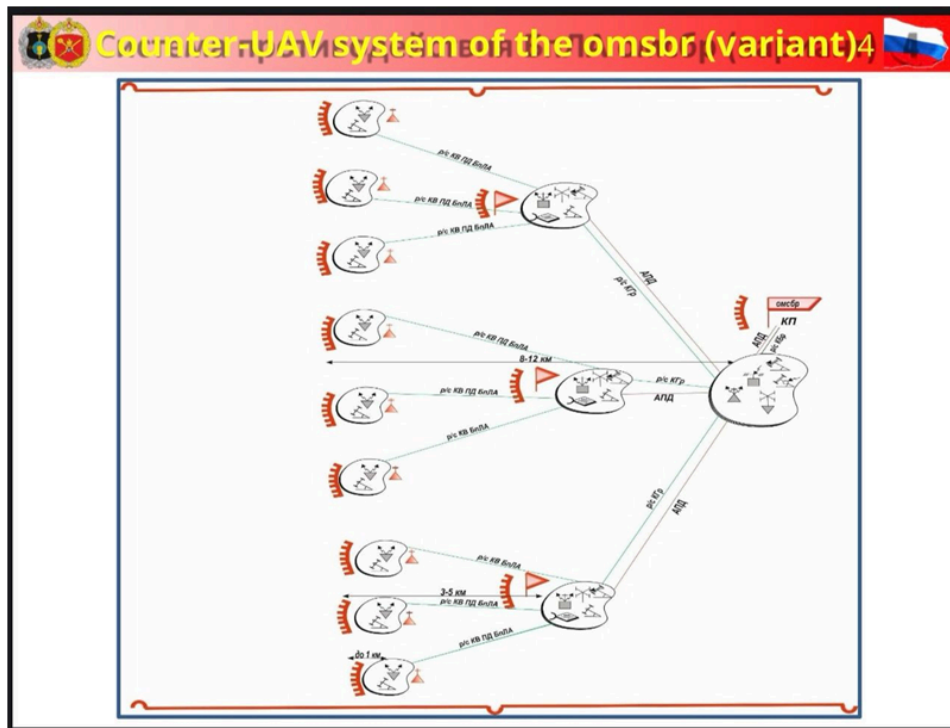 Counter-UAV system of the omsbr (variant)4
р/с КВ ПД БпЛА
р/с КВ ПД БпЛА
р/с КВ ПД БпЛА
АПД
р/с КГр
омсбр
КП
АПД
р/с КБр
р/с КВ ПД БпЛА
8-12 км
р/с КГр
АПД
р/с КВ ПД БпЛА
р/с КВ БпЛА
р/с КГр
АПД
р/с КВ БпЛА
3-5 км
р/с КВ ПД БпЛА
р/с КВ ПД БпЛА
до 1 км